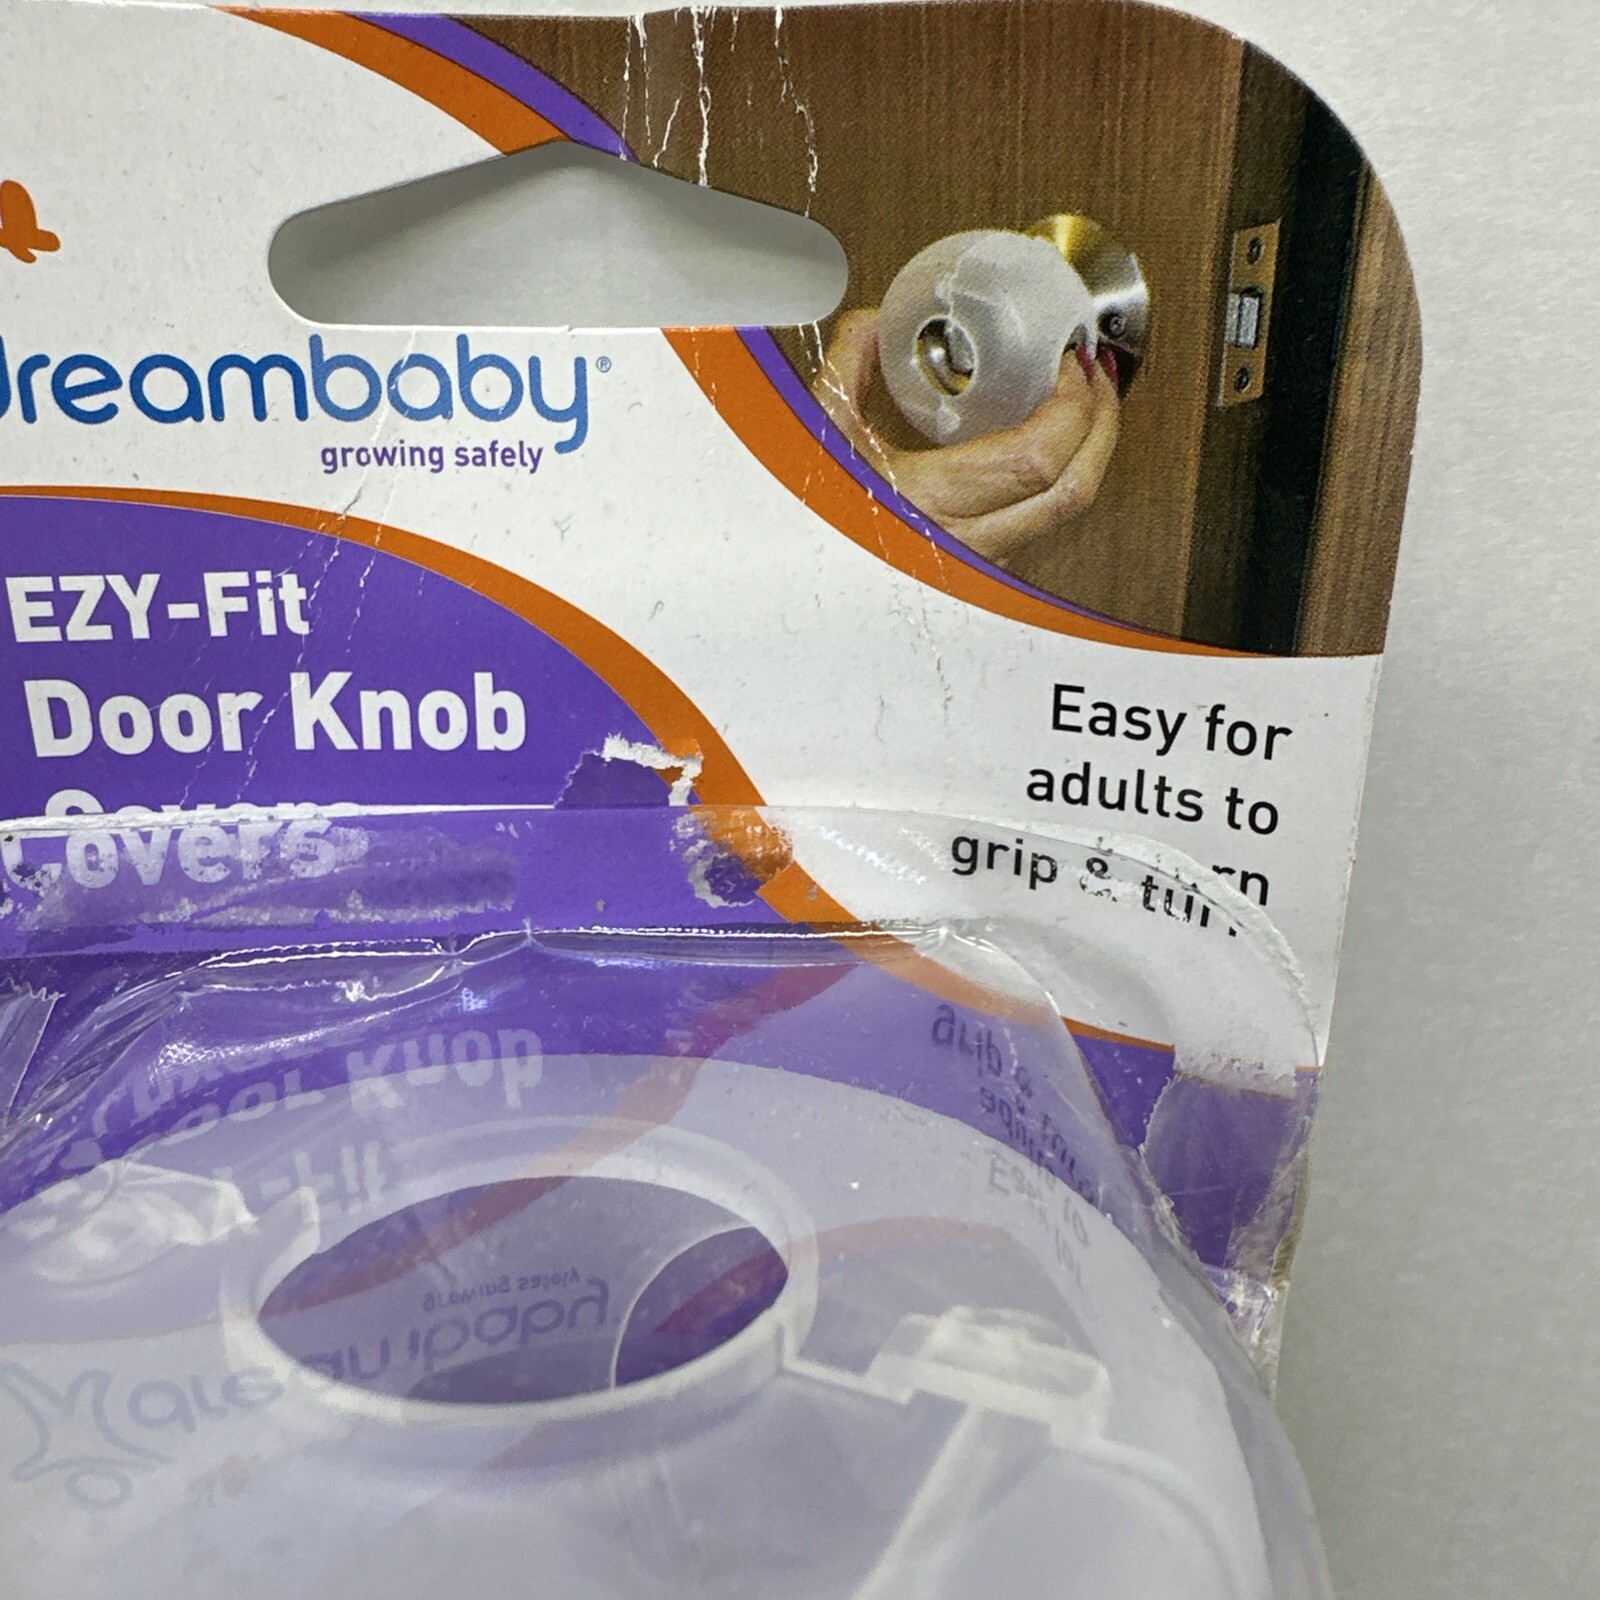 dreambaby®
growing safely
EZY-Fit
Door Knob
Covers
Easy for
adults to
grip & turn